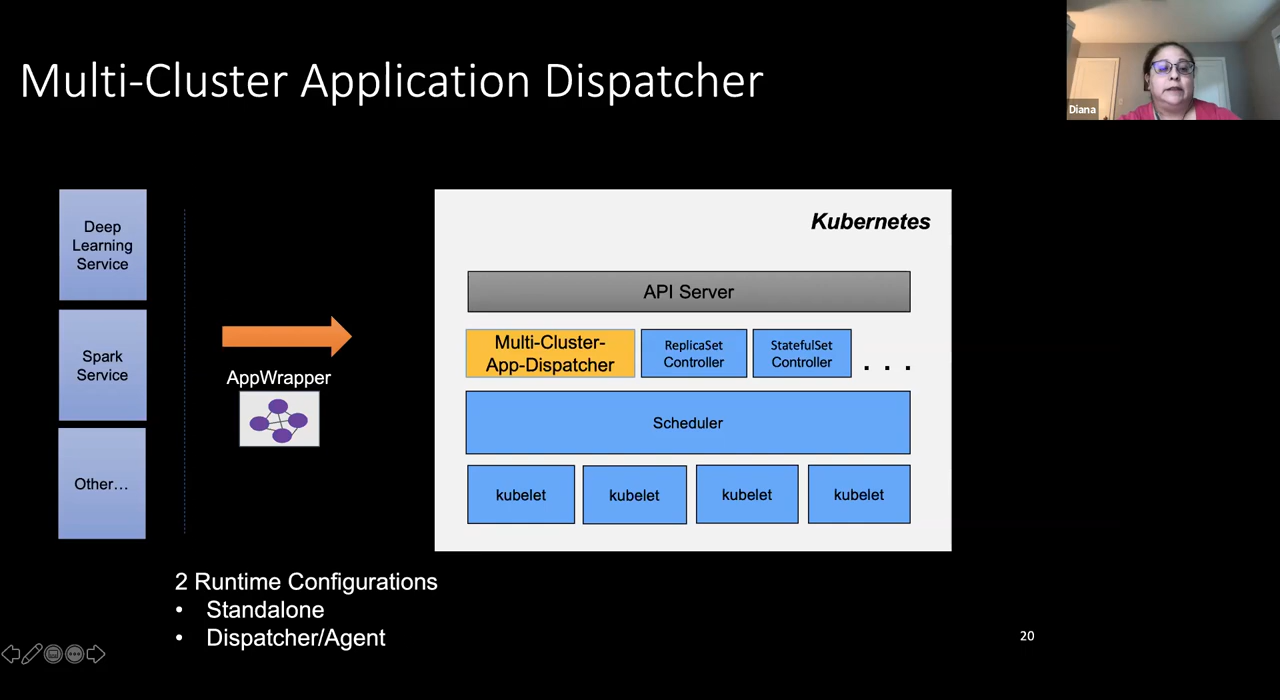 Multi-Cluster Application Dispatcher
Diana
Deep
Learning
Service
Spark
Service
Other…
AppWrapper
Kubernetes
API Server
Multi-Cluster-
App-Dispatcher
ReplicaSet
Controller
StatefulSet
Controller
. . .
Scheduler
kubelet
kubelet
kubelet
kubelet
2 Runtime Configurations
• Standalone
• Dispatcher/Agent
20